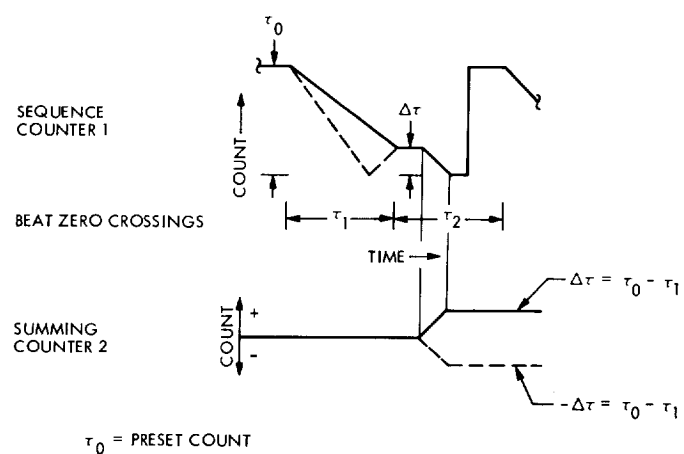 τ₀
SEQUENCE
COUNTER 1
COUNT
Δτ
BEAT ZERO CROSSINGS
τ₁
τ₂
TIME
Δτ = τ₀ - τ₁
SUMMING
COUNTER 2
COUNT
+
-
-Δτ = τ₀ - τ₁
τ₀ = PRESET COUNT